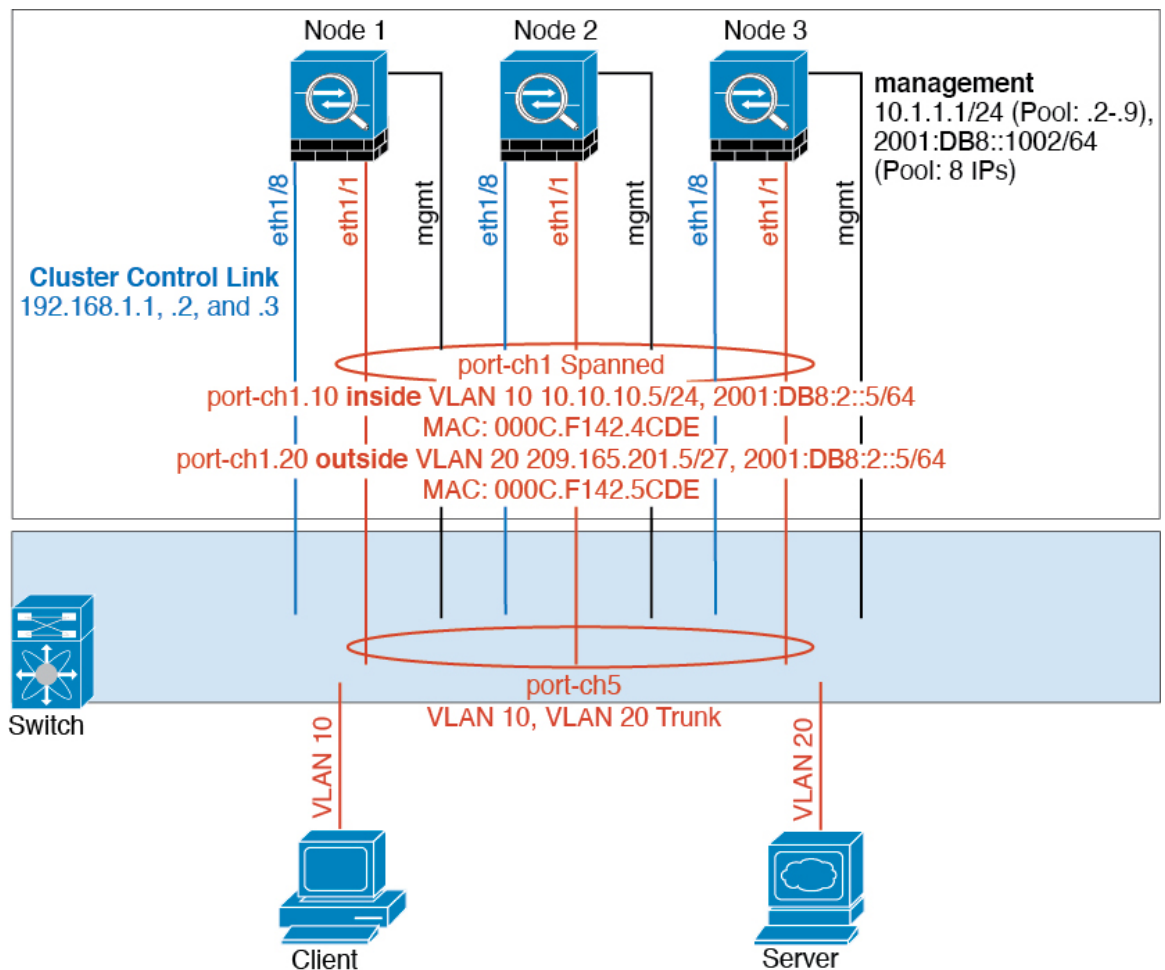 Node 1
Node 2
Node 3
management
10.1.1.1/24 (Pool: .2-.9),
2001:DB8::1002/64
(Pool: 8 IPs)
eth1/8
eth1/1
mgmt
eth1/8
eth1/1
mgmt
eth1/8
eth1/1
mgmt
Cluster Control Link
192.168.1.1, .2, and .3
port-ch1 Spanned
port-ch1.10 inside VLAN 10 10.10.10.5/24, 2001:DB8:2::5/64
MAC: 000C.F142.4CDE
port-ch1.20 outside VLAN 20 209.165.201.5/27, 2001:DB8:2::5/64
MAC: 000C.F142.5CDE
Switch
port-ch5
VLAN 10, VLAN 20 Trunk
VLAN 10
VLAN 20
Client
Server